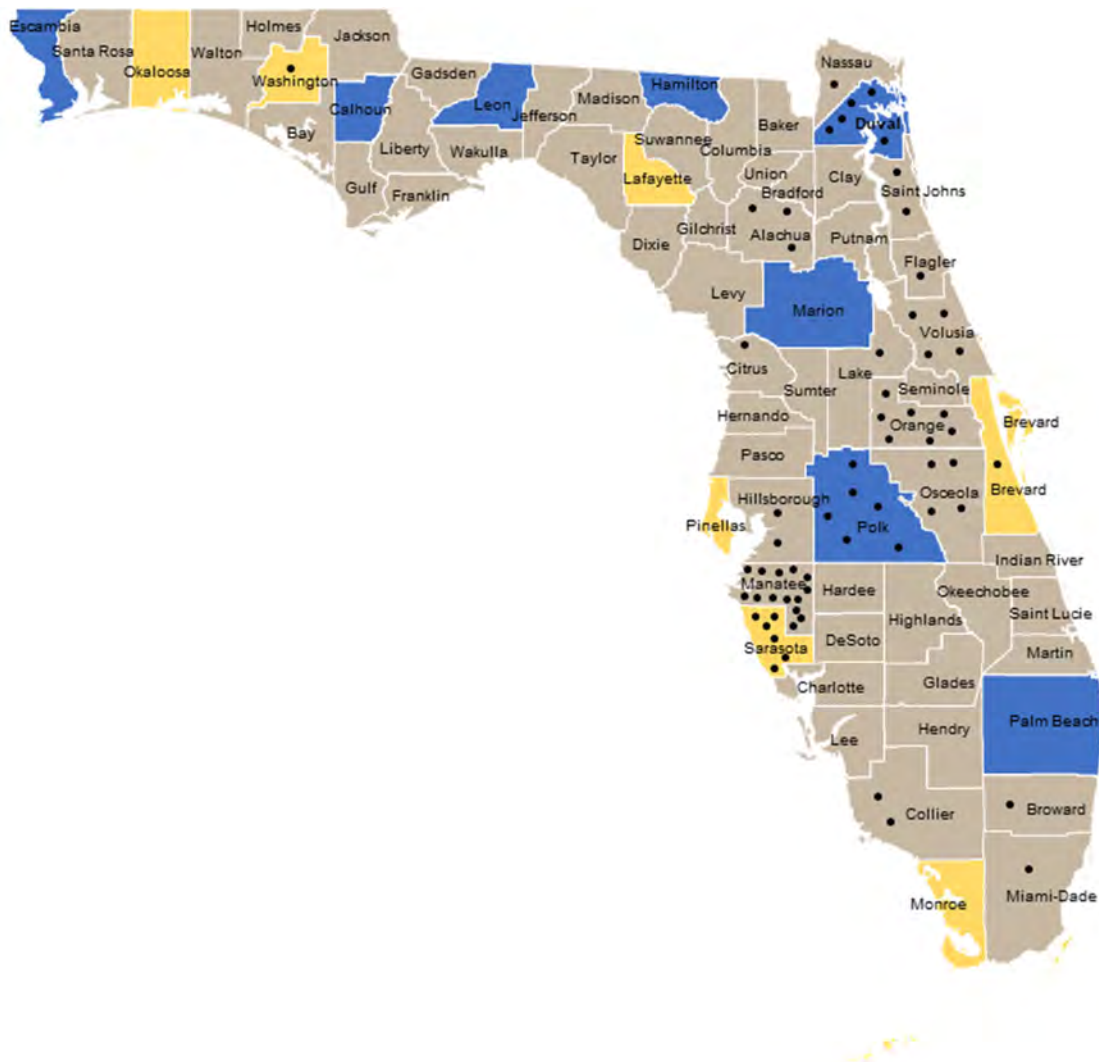 Escambia
Santa Rosa
Okaloosa
Walton
Holmes
Washington
Jackson
Bay
Calhoun
Gulf
Gadsden
Liberty
Franklin
Leon
Wakulla
Jefferson
Madison
Taylor
Hamilton
Suwannee
Lafayette
Dixie
Columbia
Gilchrist
Baker
Union
Bradford
Alachua
Nassau
Duval
Clay
Saint Johns
Putnam
Flagler
Levy
Marion
Volusia
Citrus
Sumter
Lake
Seminole
Hernando
Orange
Brevard
Pasco
Hillsborough
Osceola
Brevard
Pinellas
Polk
Indian River
Manatee
Hardee
Okeechobee
Highlands
Saint Lucie
Sarasota
DeSoto
Martin
Charlotte
Glades
Lee
Hendry
Palm Beach
Collier
Broward
Monroe
Miami-Dade